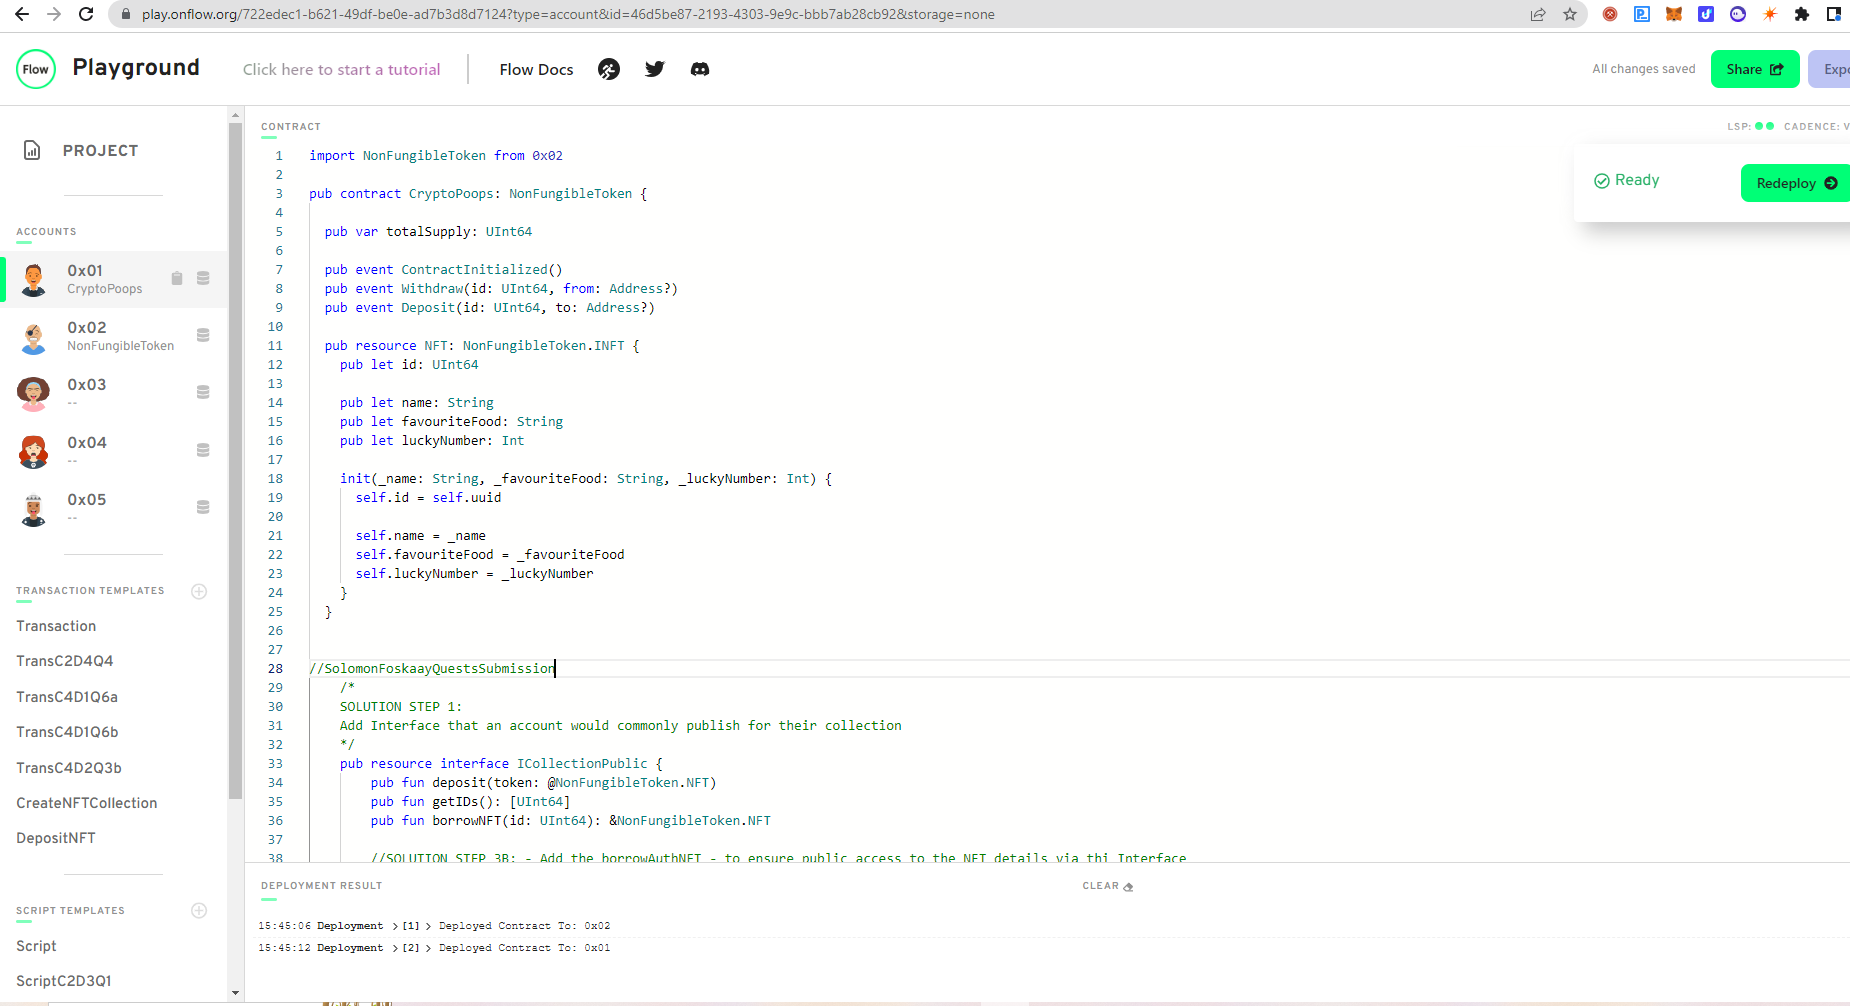 play.onflow.org/722edec1-b621-49df-be0e-ad7b3d8d7124?type=account&id=46d5be87-2193-4303-9e9c-bbb7ab28cb92&storage=none
Flow
Playground
Click here to start a tutorial
Flow Docs
All changes saved
Share
Expo
PROJECT
ACCOUNTS
0x01
CryptoPoops
0x02
NonFungibleToken
0x03
--
0x04
--
0x05
--
TRANSACTION TEMPLATES
Transaction
TransC2D4Q4
TransC4D1Q6a
TransC4D1Q6b
TransC4D2Q3b
CreateNFTCollection
DepositNFT
SCRIPT TEMPLATES
Script
ScriptC2D3Q1
CONTRACT
LSP:
CADENCE: V
Ready
Redeploy
1 import NonFungibleToken from 0x02
2
3 pub contract CryptoPoops: NonFungibleToken {
4
5 pub var totalSupply: UInt64
6
7 pub event ContractInitialized()
8 pub event Withdraw(id: UInt64, from: Address?)
9 pub event Deposit(id: UInt64, to: Address?)
10
11 pub resource NFT: NonFungibleToken.INFT {
12 pub let id: UInt64
13
14 pub let name: String
15 pub let favouriteFood: String
16 pub let luckyNumber: Int
17
18 init(_name: String, _favouriteFood: String, _luckyNumber: Int) {
19 self.id = self.uuid
20
21 self.name = _name
22 self.favouriteFood = _favouriteFood
23 self.luckyNumber = _luckyNumber
24 }
25 }
26
27
28 //SolomonFoskaayQuestsSubmission
29 /*
30 SOLUTION STEP 1:
31 Add Interface that an account would commonly publish for their collection
32 */
33 pub resource interface ICollectionPublic {
34 pub fun deposit(token: @NonFungibleToken.NFT)
35 pub fun getIDs(): [UInt64]
36 pub fun borrowNFT(id: UInt64): &NonFungibleToken.NFT
37
38 //SOLUTION STEP 3B: - Add the borrowAuthNFT - to ensure public access to the NFT details via thi Interface
DEPLOYMENT RESULT
CLEAR
15:45:06 Deployment > [1] > Deployed Contract To: 0x02
15:45:12 Deployment > [2] > Deployed Contract To: 0x01